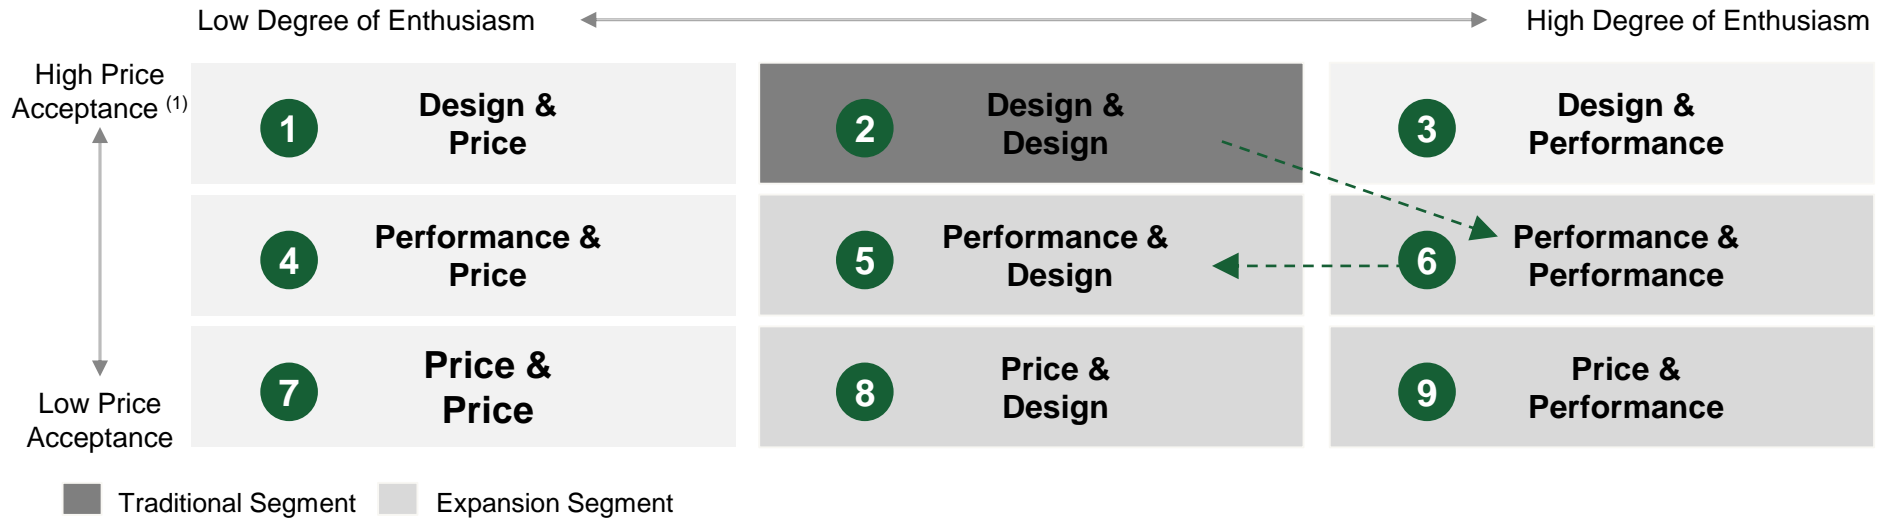 Low Degree of Enthusiasm
High Degree of Enthusiasm
High Price
Acceptance (1)
1
Design &
Price
2
Design &
Design
3
Design &
Performance
4
Performance &
Price
5
Performance &
Design
6
Performance &
Performance
7
Price &
Price
8
Price &
Design
9
Price &
Performance
Low Price
Acceptance
Traditional Segment
Expansion Segment